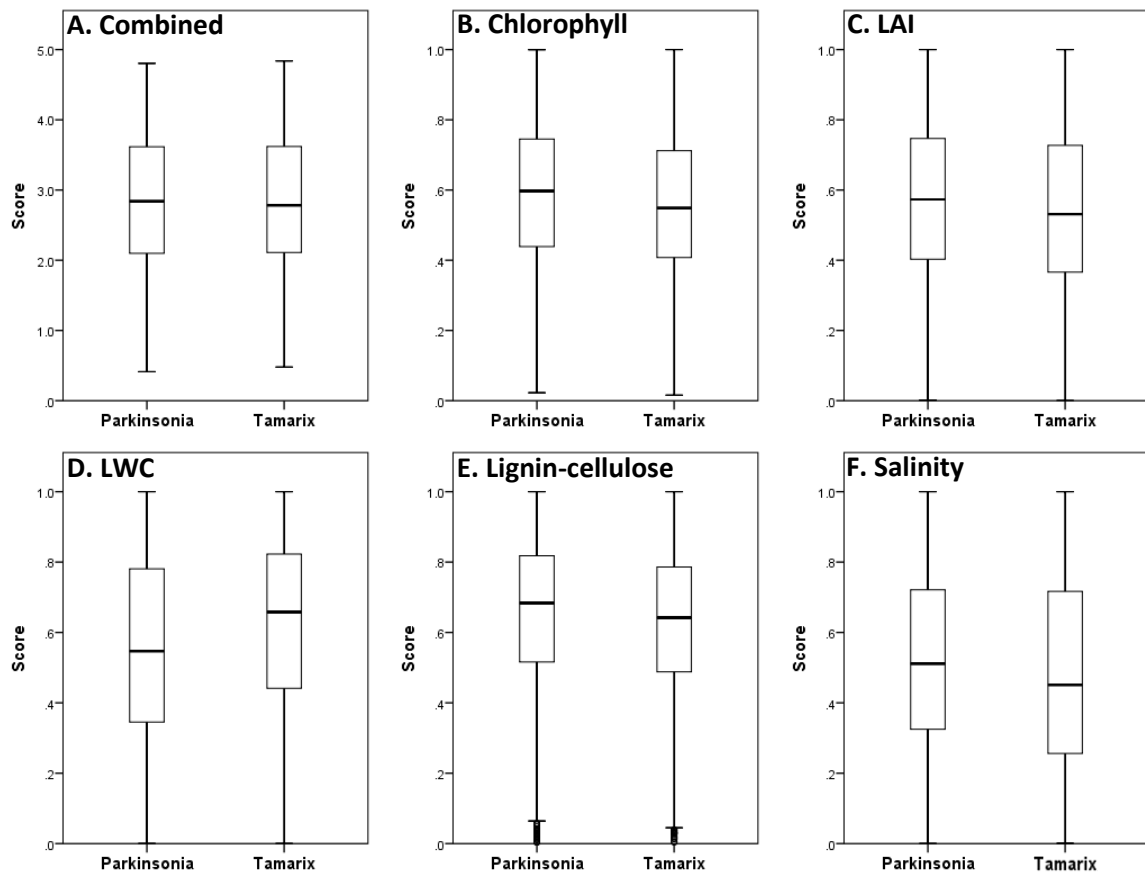 A. Combined
5.0
4.0
3.0
2.0
1.0
.0
Score
Parkinsonia Tamarix
B. Chlorophyll
1.0
.8
.6
.4
.2
.0
Score
Parkinsonia Tamarix
C. LAI
1.0
.8
.6
.4
.2
.0
Score
Parkinsonia Tamarix
D. LWC
1.0
.8
.6
.4
.2
.0
Score
Parkinsonia Tamarix
E. Lignin-cellulose
1.0
.8
.6
.4
.2
.0
Score
Parkinsonia Tamarix
F. Salinity
1.0
.8
.6
.4
.2
.0
Score
Parkinsonia Tamarix